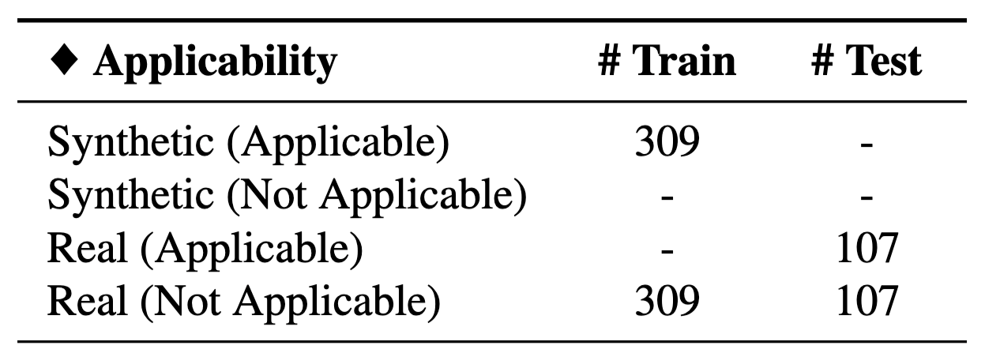 ♦ Applicability # Train # Test
Synthetic (Applicable) 309 -
Synthetic (Not Applicable) - -
Real (Applicable) - 107
Real (Not Applicable) 309 107